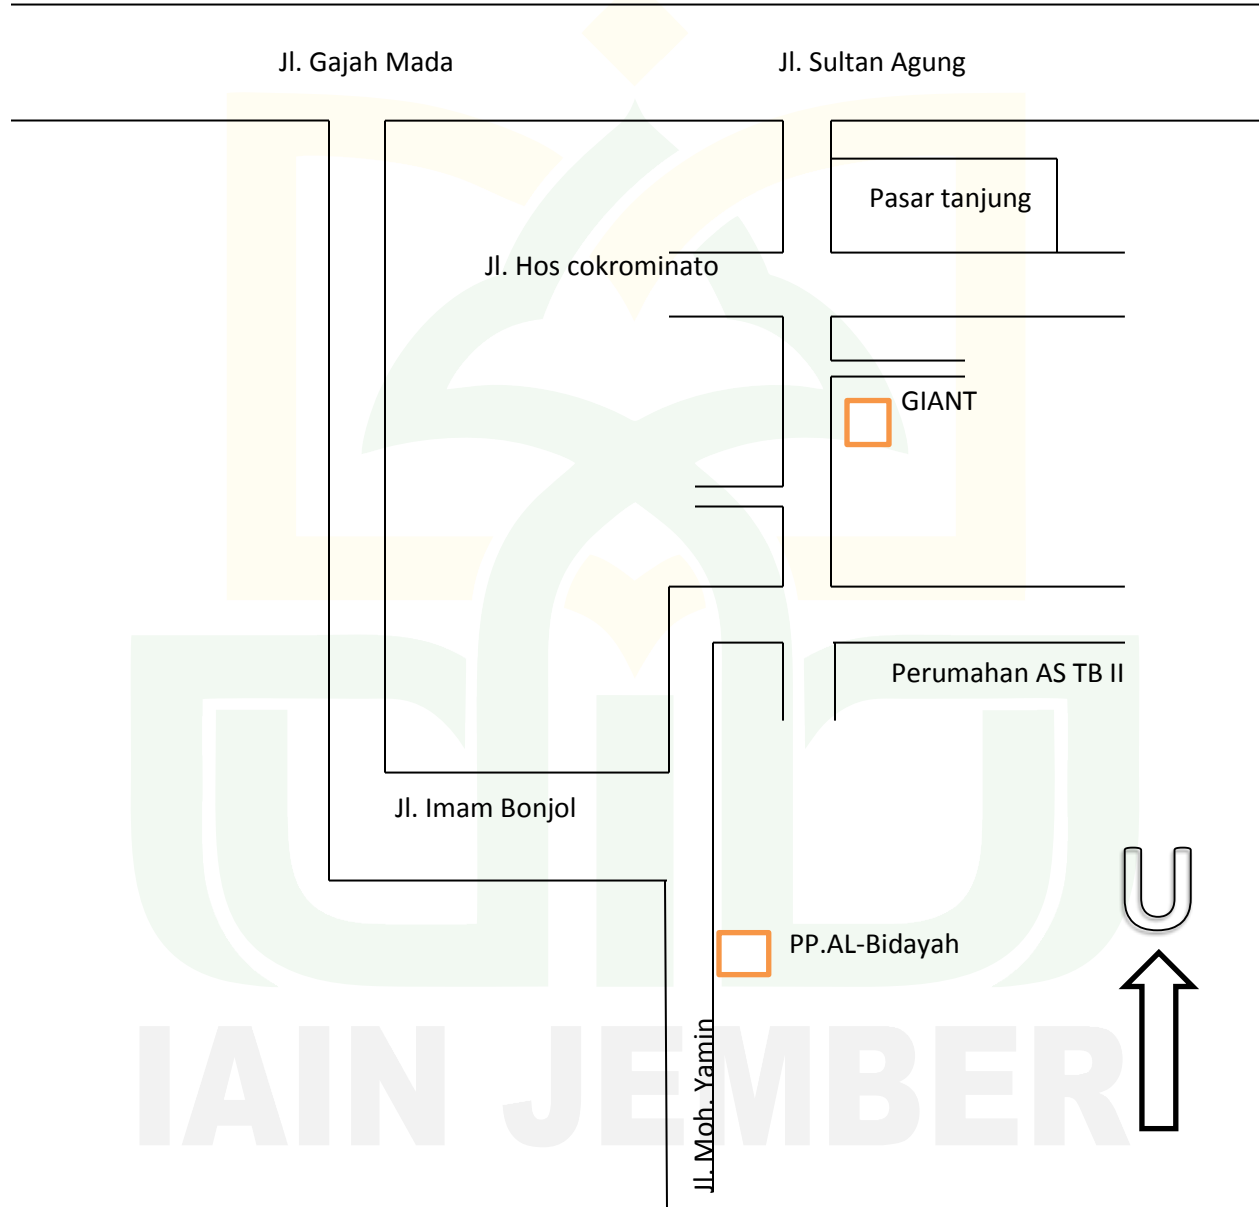 Jl. Gajah Mada
Jl. Sultan Agung
Pasar tanjung
Jl. Hos cokrominato
GIANT
Perumahan AS TB II
Jl. Imam Bonjol
U
PP.AL-Bidayah
Jl. Moh. Yamin
IAIN JEMBER